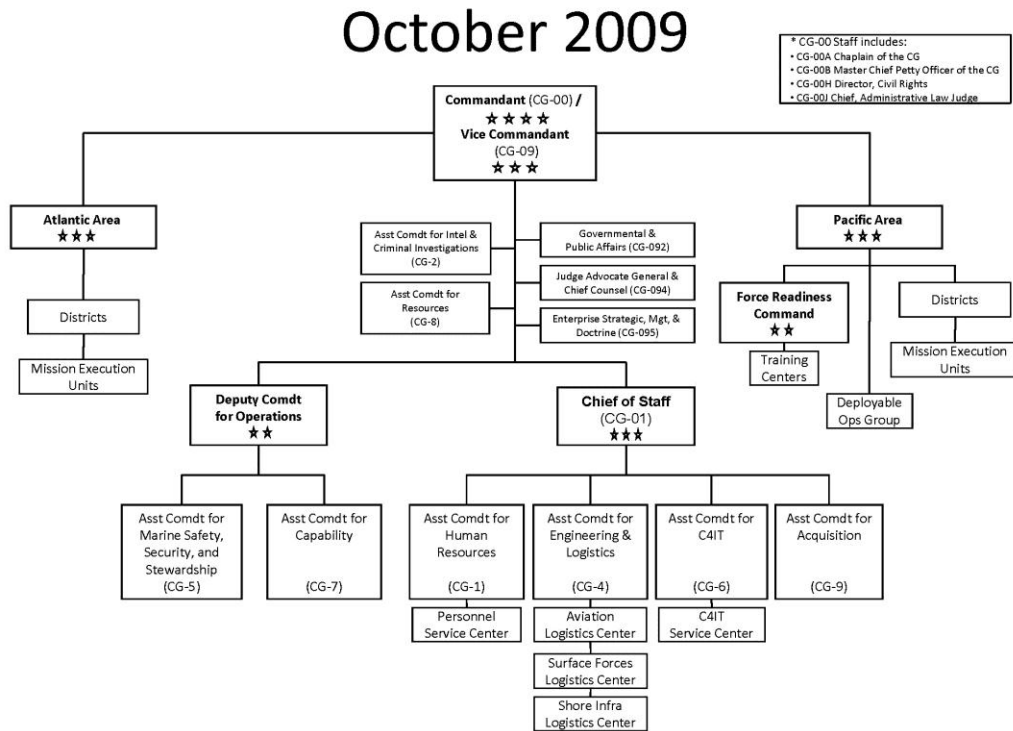 October 2009
* CG-00 Staff includes:
• CG-00A Chaplain of the CG
• CG-00B Master Chief Petty Officer of the CG
• CG-00H Director, Civil Rights
• CG-00J Chief, Administrative Law Judge
Commandant (CG-00) /
Vice Commandant
(CG-09)
Atlantic Area
Pacific Area
Asst Comdt for Intel &
Criminal Investigations
(CG-2)
Governmental &
Public Affairs (CG-092)
Asst Comdt for
Resources
(CG-8)
Judge Advocate General &
Chief Counsel (CG-094)
Enterprise Strategic, Mgt, &
Doctrine (CG-095)
Districts
Mission Execution
Units
Force Readiness
Command
Training
Centers
Districts
Mission Execution
Units
Deployable
Ops Group
Deputy Comdt
for Operations
Chief of Staff
(CG-01)
Asst Comdt for
Marine Safety,
Security, and
Stewardship
(CG-5)
Asst Comdt for
Capability
(CG-7)
Asst Comdt for
Human
Resources
(CG-1)
Asst Comdt for
Engineering &
Logistics
(CG-4)
Asst Comdt for
C4IT
(CG-6)
Asst Comdt for
Acquisition
(CG-9)
Personnel
Service Center
Aviation
Logistics Center
C4IT
Service Center
Surface Forces
Logistics Center
Shore Infra
Logistics Center